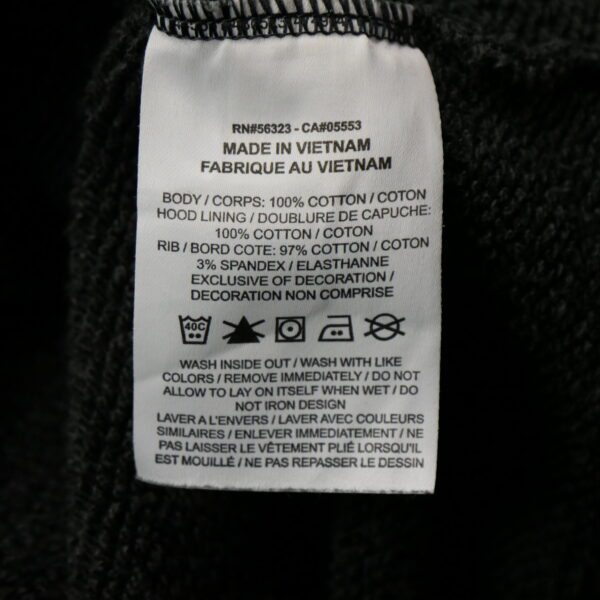 RN#56323 - CA#05553
MADE IN VIETNAM
FABRIQUE AU VIETNAM
BODY / CORPS: 100% COTTON / COTON
HOOD LINING / DOUBLURE DE CAPUCHE:
100% COTTON / COTON
RIB / BORD COTE: 97% COTTON / COTON
3% SPANDEX / ELASTHANNE
EXCLUSIVE OF DECORATION /
DECORATION NON COMPRISE
40C
WASH INSIDE OUT / WASH WITH LIKE
COLORS / REMOVE IMMEDIATELY / DO NOT
ALLOW TO LAY ON ITSELF WHEN WET / DO
NOT IRON DESIGN
LAVER A L'ENVERS / LAVER AVEC COULEURS
SIMILAIRES / ENLEVER IMMEDIATEMENT / NE
PAS LAISSER LE VÊTEMENT PLIÉ LORSQU'IL
EST MOUILLÉ / NE PAS REPASSER LE DESSIN